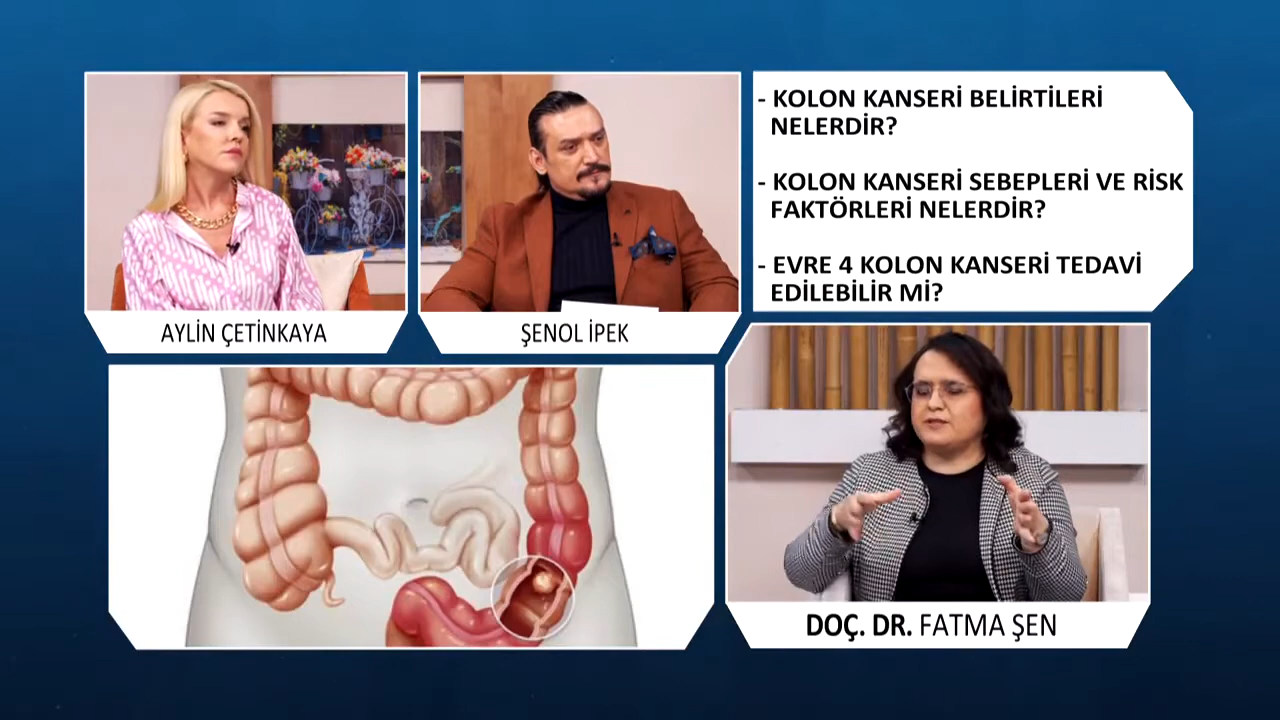 - KOLON KANSERİ BELİRTİLERİ
NELERDİR?
- KOLON KANSERİ SEBEPLERİ VE RİSK
FAKTÖRLERİ NELERDİR?
- EVRE 4 KOLON KANSERİ TEDAVİ
EDİLEBİLİR Mİ?
AYLİN ÇETİNKAYA
ŞENOL İPEK
DOÇ. DR. FATMA ŞEN